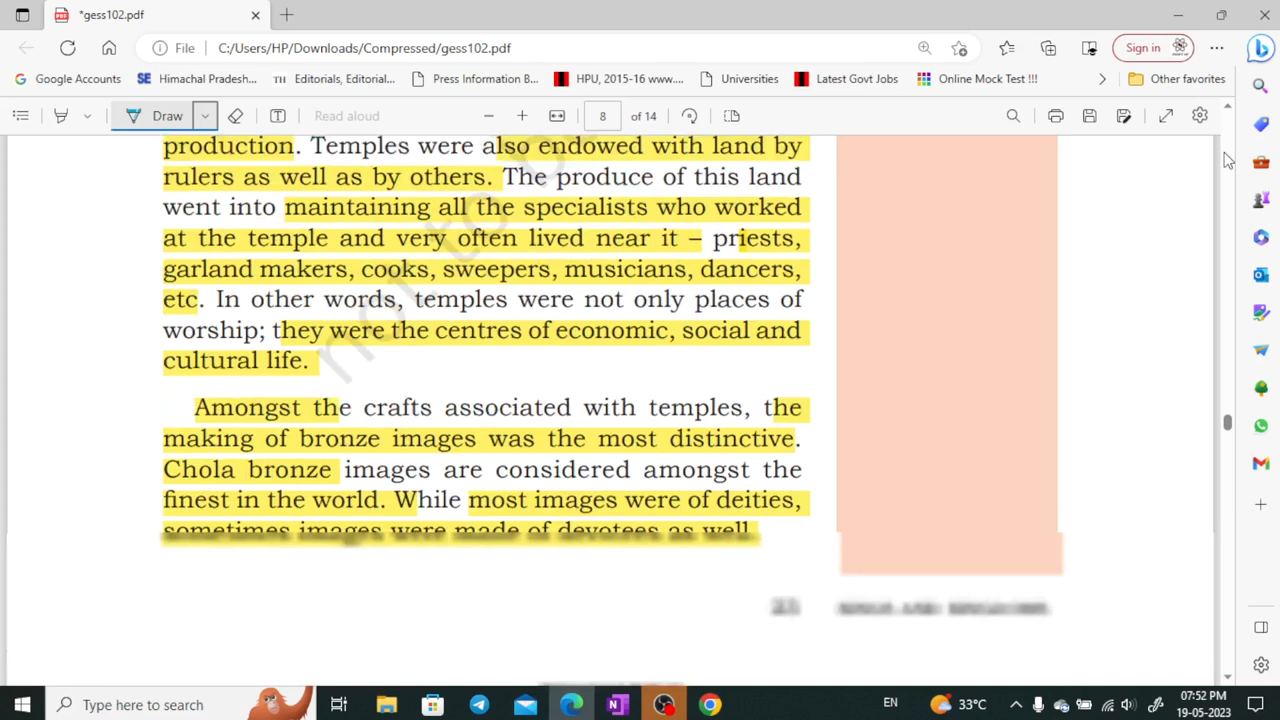 *gess102.pdf
File C:/Users/HP/Downloads/Compressed/gess102.pdf Sign in
Google Accounts SE Himachal Pradesh... TH Editorials, Editorial... Press Information B... HPU, 2015-16 www.... Universities Latest Govt Jobs Online Mock Test !!! Other favorites
Draw Read aloud 8 of 14
production. Temples were also endowed with land by
rulers as well as by others. The produce of this land
went into maintaining all the specialists who worked
at the temple and very often lived near it – priests,
garland makers, cooks, sweepers, musicians, dancers,
etc. In other words, temples were not only places of
worship; they were the centres of economic, social and
cultural life.
Amongst the crafts associated with temples, the
making of bronze images was the most distinctive.
Chola bronze images are considered amongst the
finest in the world. While most images were of deities,
sometimes images were made of devotees as well.
not to be
Type here to search EN 33°C 07:52 PM
19-05-2023